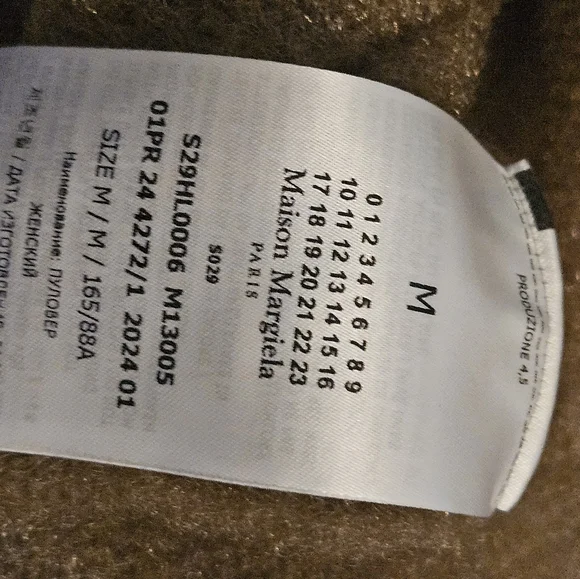 PRODUZIONE 4,5
M
0 1 2 3 4 5 6 7 8 9
10 11 12 13 14 15 16
17 18 19 20 21 22 23
Maison Margiela
PARIS
S029
S29HL0006 M13005
01PR 24 4272/1 2024 01
SIZE M / M / 165/88A
Наименование: ПУЛОВЕР
ЖЕНСКИЙ
/ ДАТА ИЗГОТОВЛЕНИЯ